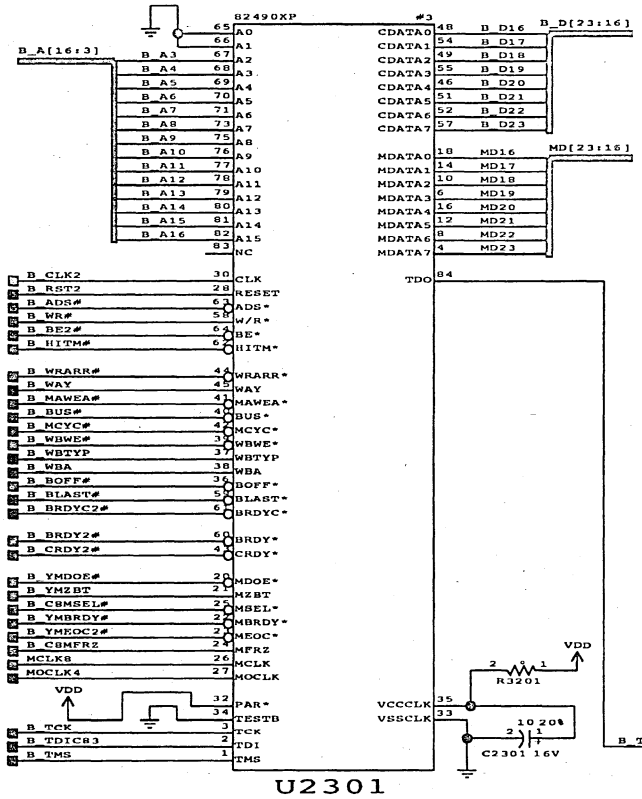 82490XP #3
65 A0 CDATA0 48 B_D16 B_D[23:16]
66 A1 CDATA1 54 B_D17
B_A[16:3] B_A3 67 A2 CDATA2 49 B_D18
B_A4 68 A3 CDATA3 55 B_D19
B_A5 69 A4 CDATA4 46 B_D20
B_A6 70 A5 CDATA5 51 B_D21
B_A7 71 A6 CDATA6 52 B_D22
B_A8 73 A7 CDATA7 57 B_D23
B_A9 75 A8
B_A10 76 A9 MDATA0 18 MD16 MD[23:16]
B_A11 77 A10 MDATA1 14 MD17
B_A12 78 A11 MDATA2 10 MD18
B_A13 79 A12 MDATA3 6 MD19
B_A14 80 A13 MDATA4 16 MD20
B_A15 81 A14 MDATA5 12 MD21
B_A16 82 A15 MDATA6 8 MD22
83 NC MDATA7 4 MD23
B_CLK2 30 CLK TDO 84
B_RST2 28 RESET
B_ADS# 63 ADS*
B_WR# 58 W/R*
B_BE2# 64 BE*
B_HITM# HITM*
B_WRARR# 44 WRARR*
B_WAY 45 WAY
B_MAWEA# 41 MAWEA*
B_BUS# BUS*
B_MCYC# MCYC*
B_WBWE# WBWE*
B_WBTYP 37 WBTYP
B_WBA 38 WBA
B_BOFF# 36 BOFF*
B_BLAST# 59 BLAST*
B_BRDYC2# BRDYC*
B_BRDY2# 60 BRDY*
B_CRDY2# CRDY*
B_YMDOE# 20 MDOE*
B_YMZBT 21 MZBT
B_C8MSEL# 25 MSEL*
B_YMBRDY# MBRDY*
B_YMEOC2# MEOC*
B_C8MFRZ 24 MFRZ
MCLK8 26 MCLK
MOCLK4 27 MOCLK
VDD
2 1 R3201 VDD
32 PAR* VCCCLK 35
34 TESTB VSSCLK 33
10 20%
2 1 +
C2301 16V
B_TCK 3 TCK
B_TDIC83 2 TDI
B_TMS 1 TMS
B_T
U2301